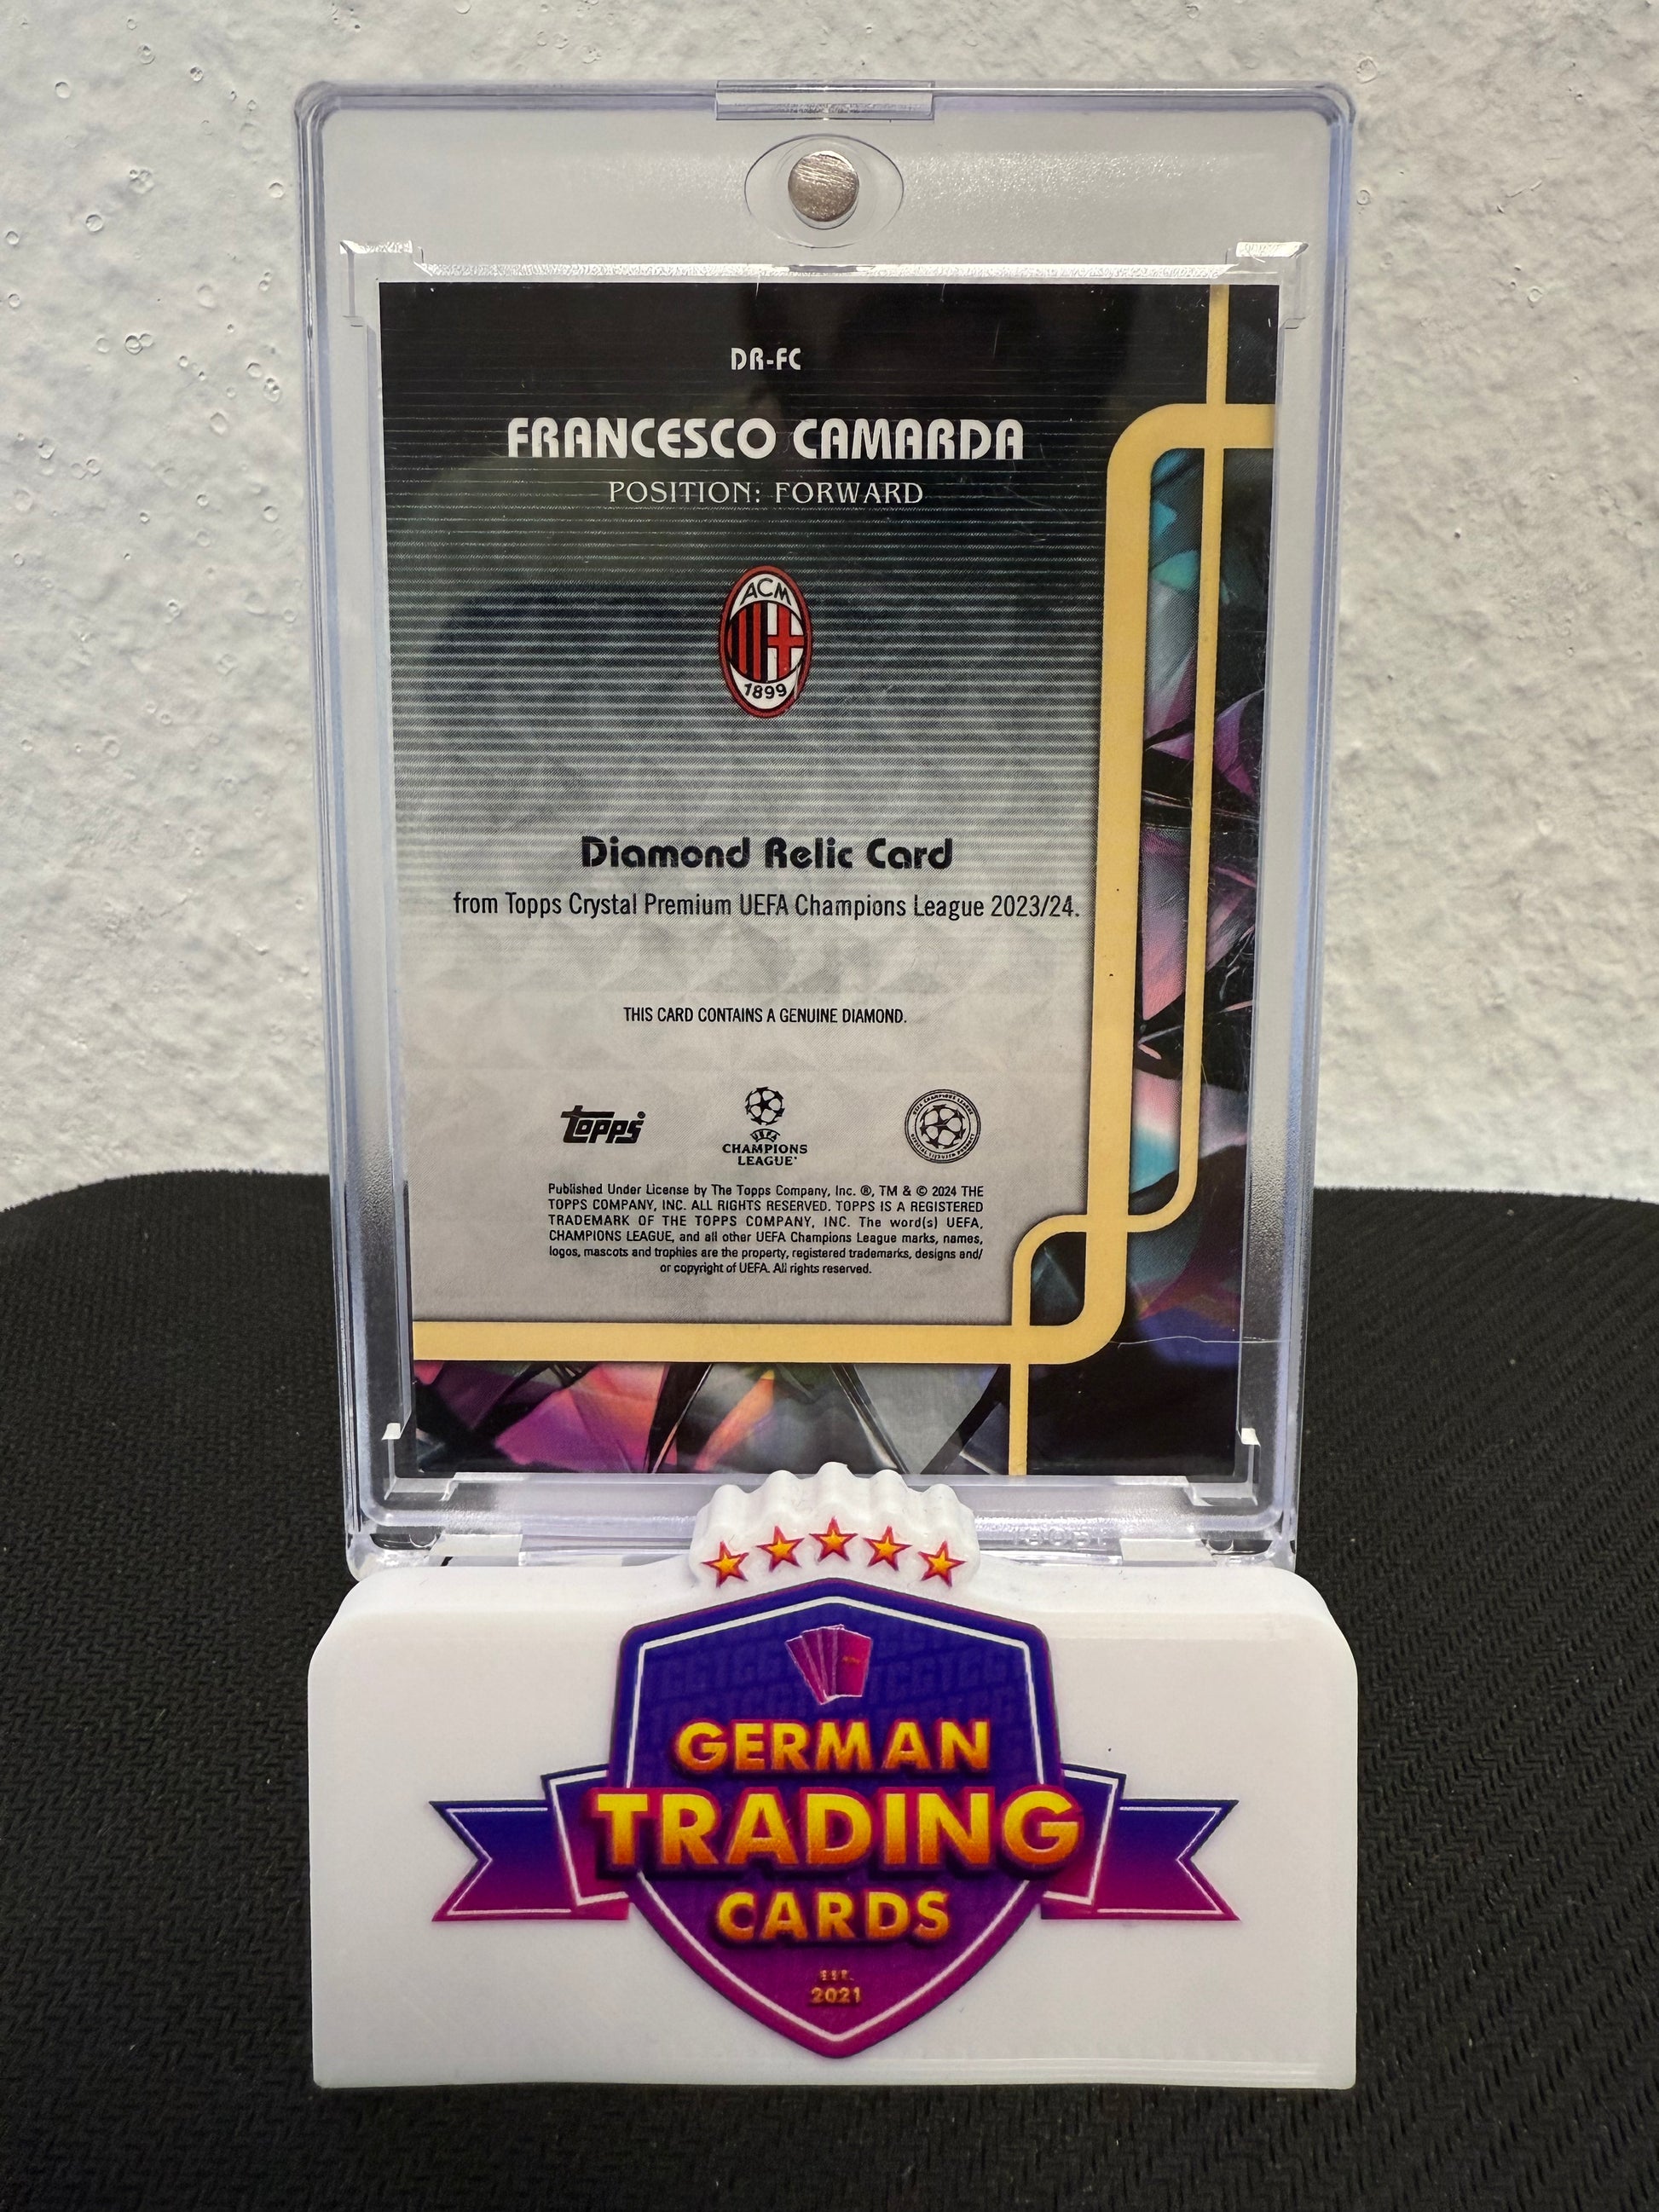 DR-FC
FRANCESCO CAMARDA
POSITION: FORWARD
ACM
1899
Diamond Relic Card
from Topps Crystal Premium UEFA Champions League 2023/24.
THIS CARD CONTAINS A GENUINE DIAMOND.
topps
UEFA
CHAMPIONS
LEAGUE
Published Under License by The Topps Company, Inc. ®, TM & © 2024 THE
TOPPS COMPANY, INC. ALL RIGHTS RESERVED. TOPPS IS A REGISTERED
TRADEMARK OF THE TOPPS COMPANY, INC. The word(s) UEFA,
CHAMPIONS LEAGUE, and all other UEFA Champions League marks, names,
logos, mascots and trophies are the property, registered trademarks, designs and/
or copyright of UEFA. All rights reserved.
GERMAN
TRADING
CARDS
EST.
2021